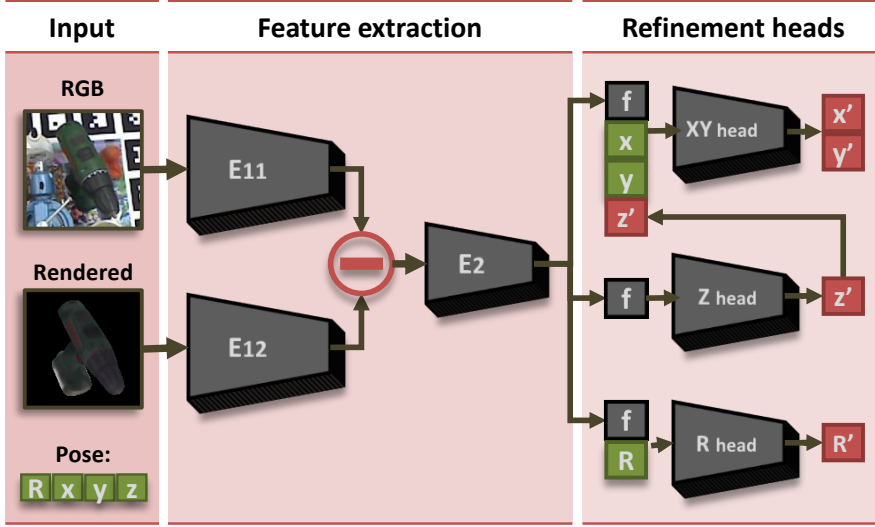 Input
Feature extraction
Refinement heads
RGB
Rendered
Pose:
R x y z
E11
E12
E2
f
x
y
z'
XY head
x'
y'
f
Z head
z'
f
R
R head
R'